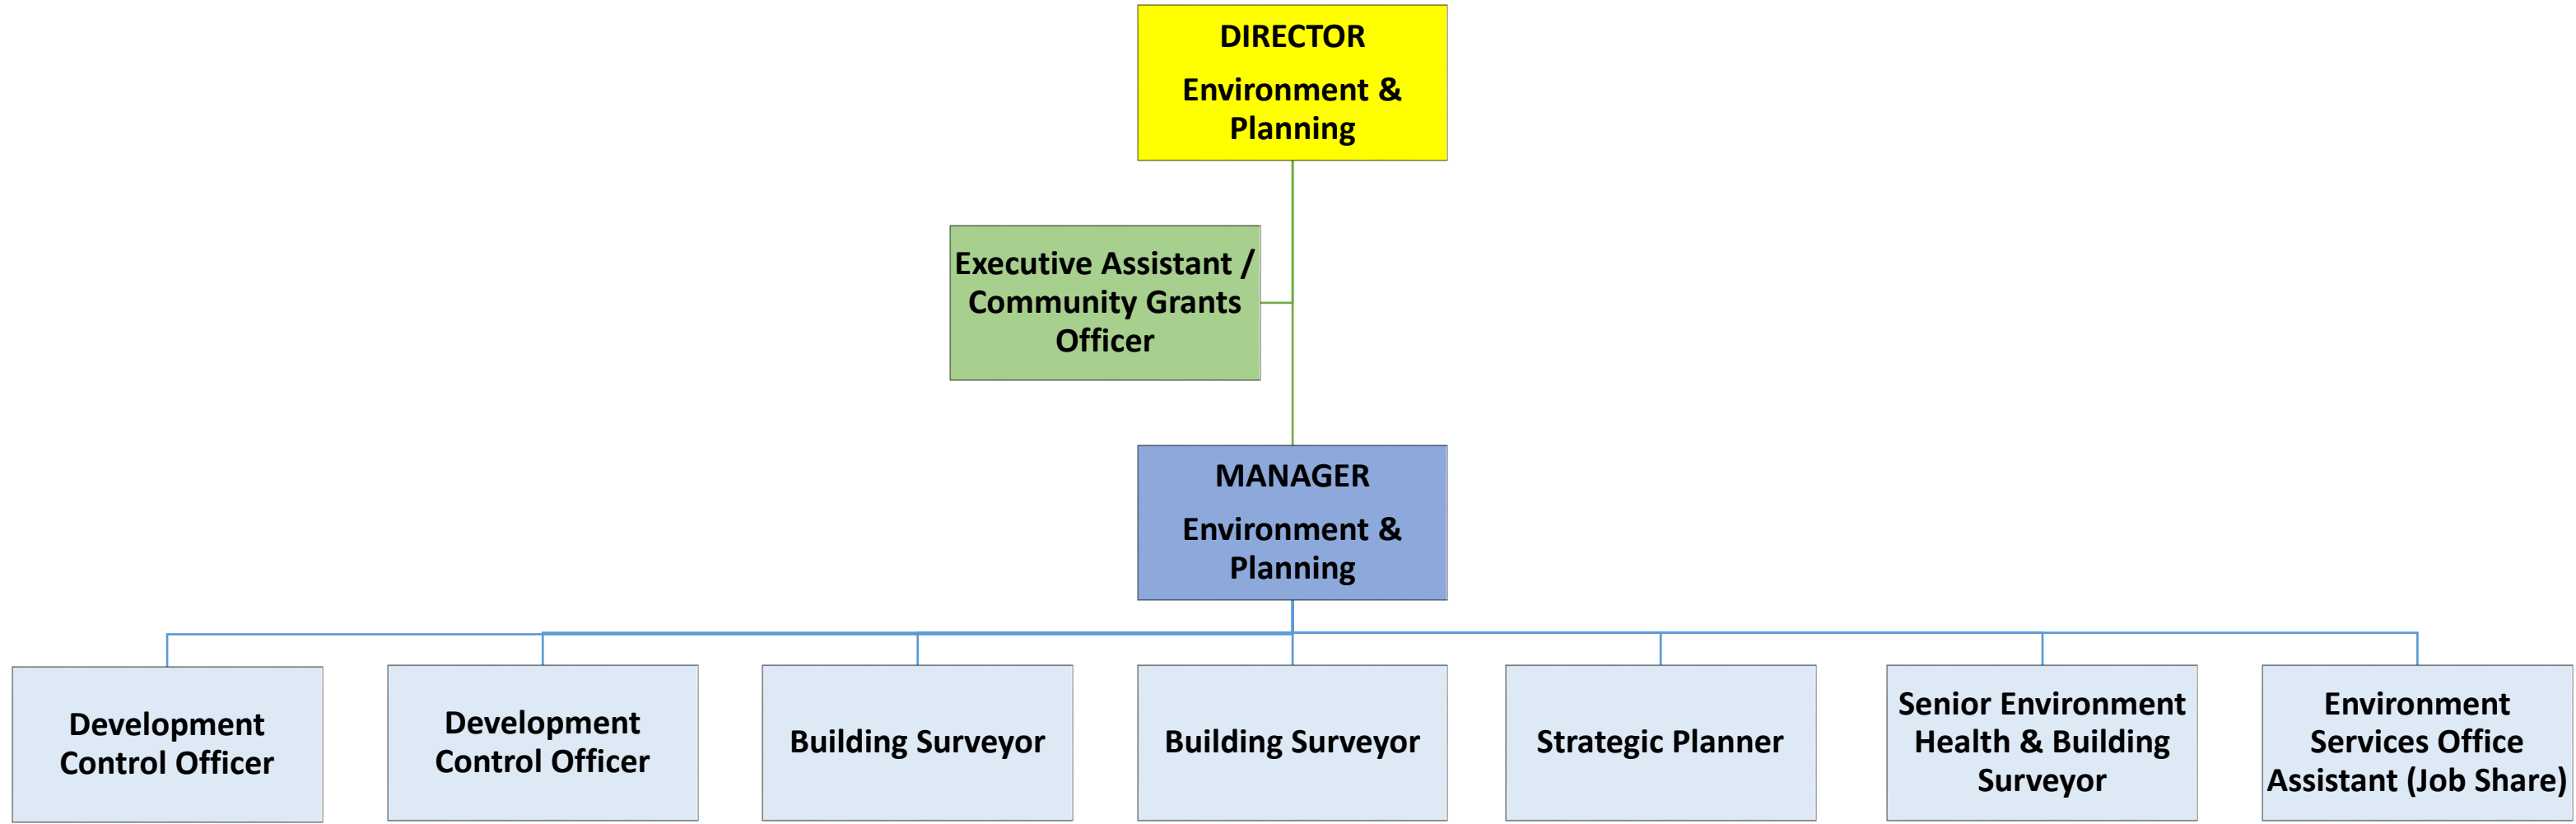 DIRECTOR
Environment &
Planning
Executive Assistant /
Community Grants
Officer
MANAGER
Environment &
Planning
Development
Control Officer
Development
Control Officer
Building Surveyor
Building Surveyor
Strategic Planner
Senior Environment
Health & Building
Surveyor
Environment
Services Office
Assistant (Job Share)